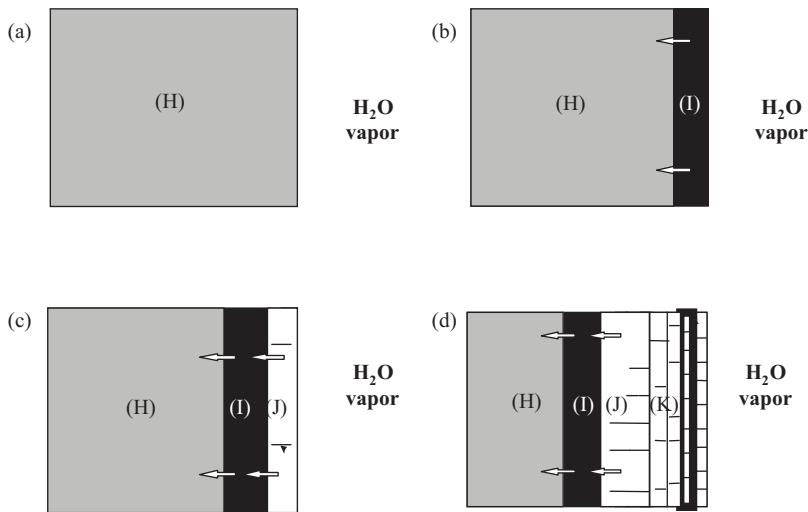 (a)
(H)
H₂O
vapor
(b)
(H)
(I)
H₂O
vapor
(c)
(H)
(I)
(J)
H₂O
vapor
(d)
(H)
(I)
(J)
(K)
H₂O
vapor